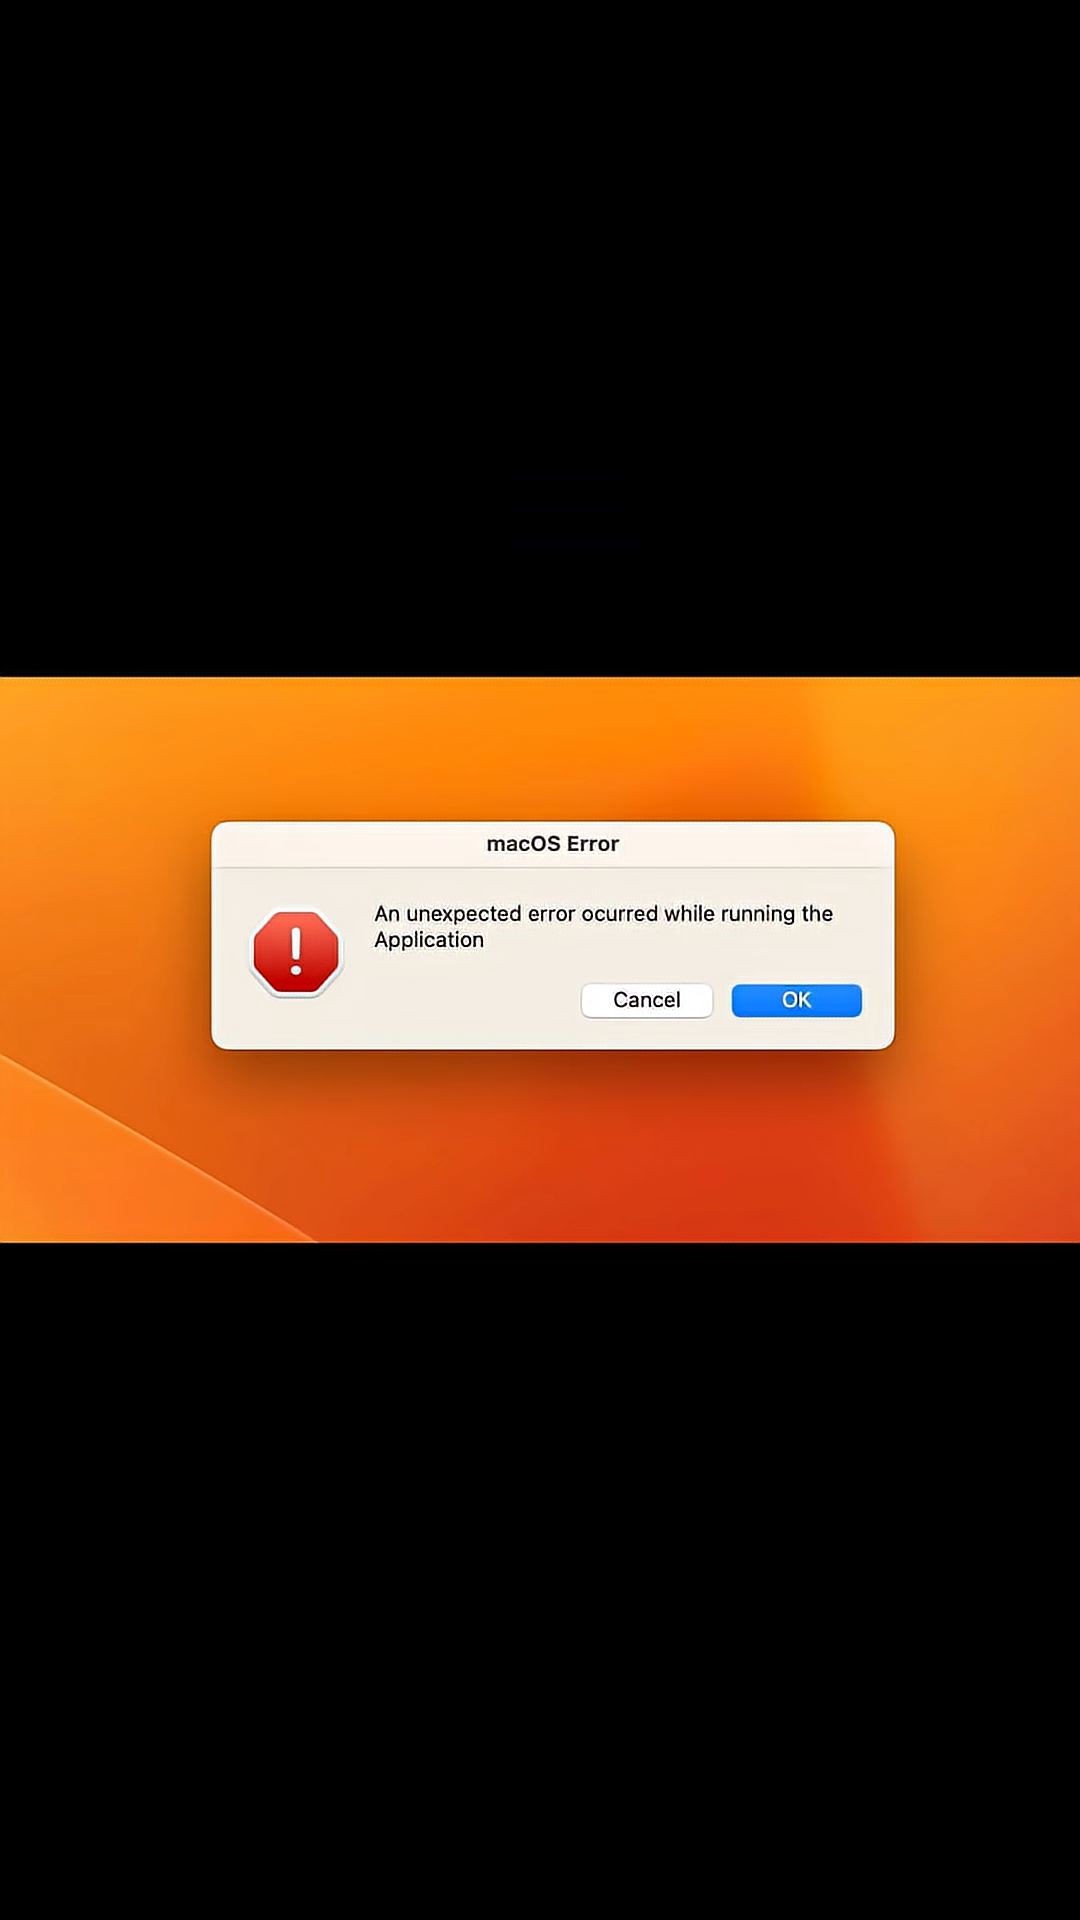 macOS Error
An unexpected error ocurred while running the
Application
Cancel
OK